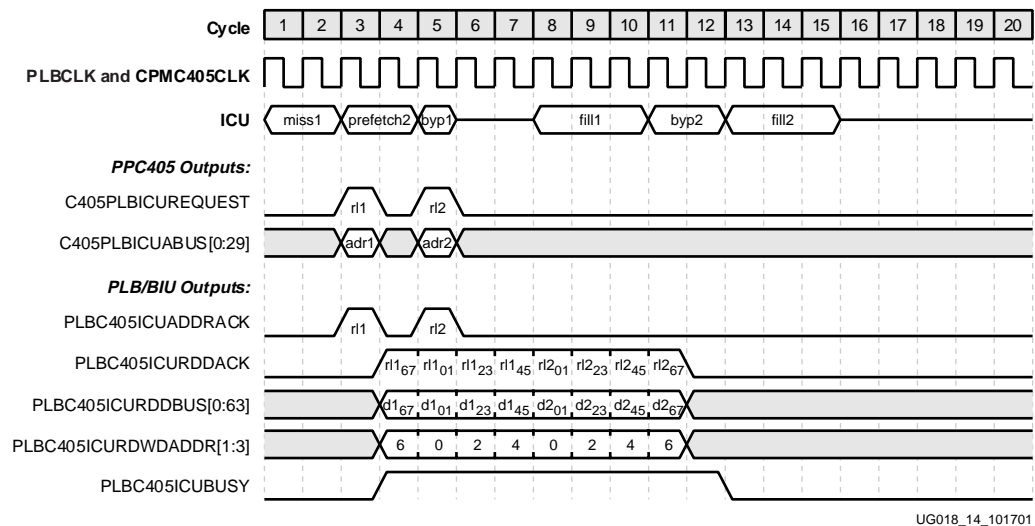 Cycle 1 2 3 4 5 6 7 8 9 10 11 12 13 14 15 16 17 18 19 20
PLBCLK and CPMC405CLK
ICU miss1 prefetch2 byp1 fill1 byp2 fill2
PPC405 Outputs:
C405PLBICUREQUEST rl1 rl2
C405PLBICUABUS[0:29] adr1 adr2
PLB/BIU Outputs:
PLBC405ICUADDRACK rl1 rl2
PLBC405ICURDDACK rl1₆₇ rl1₀₁ rl1₂₃ rl1₄₅ rl2₀₁ rl2₂₃ rl2₄₅ rl2₆₇
PLBC405ICURDDBUS[0:63] d1₆₇ d1₀₁ d1₂₃ d1₄₅ d2₀₁ d2₂₃ d2₄₅ d2₆₇
PLBC405ICURDWDADDR[1:3] 6 0 2 4 0 2 4 6
PLBC405ICUBUSY
UG018_14_101701